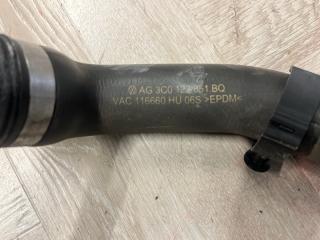 AG 3C0 122 051 BQ
VAC 116660 HU 06S >EPDM<